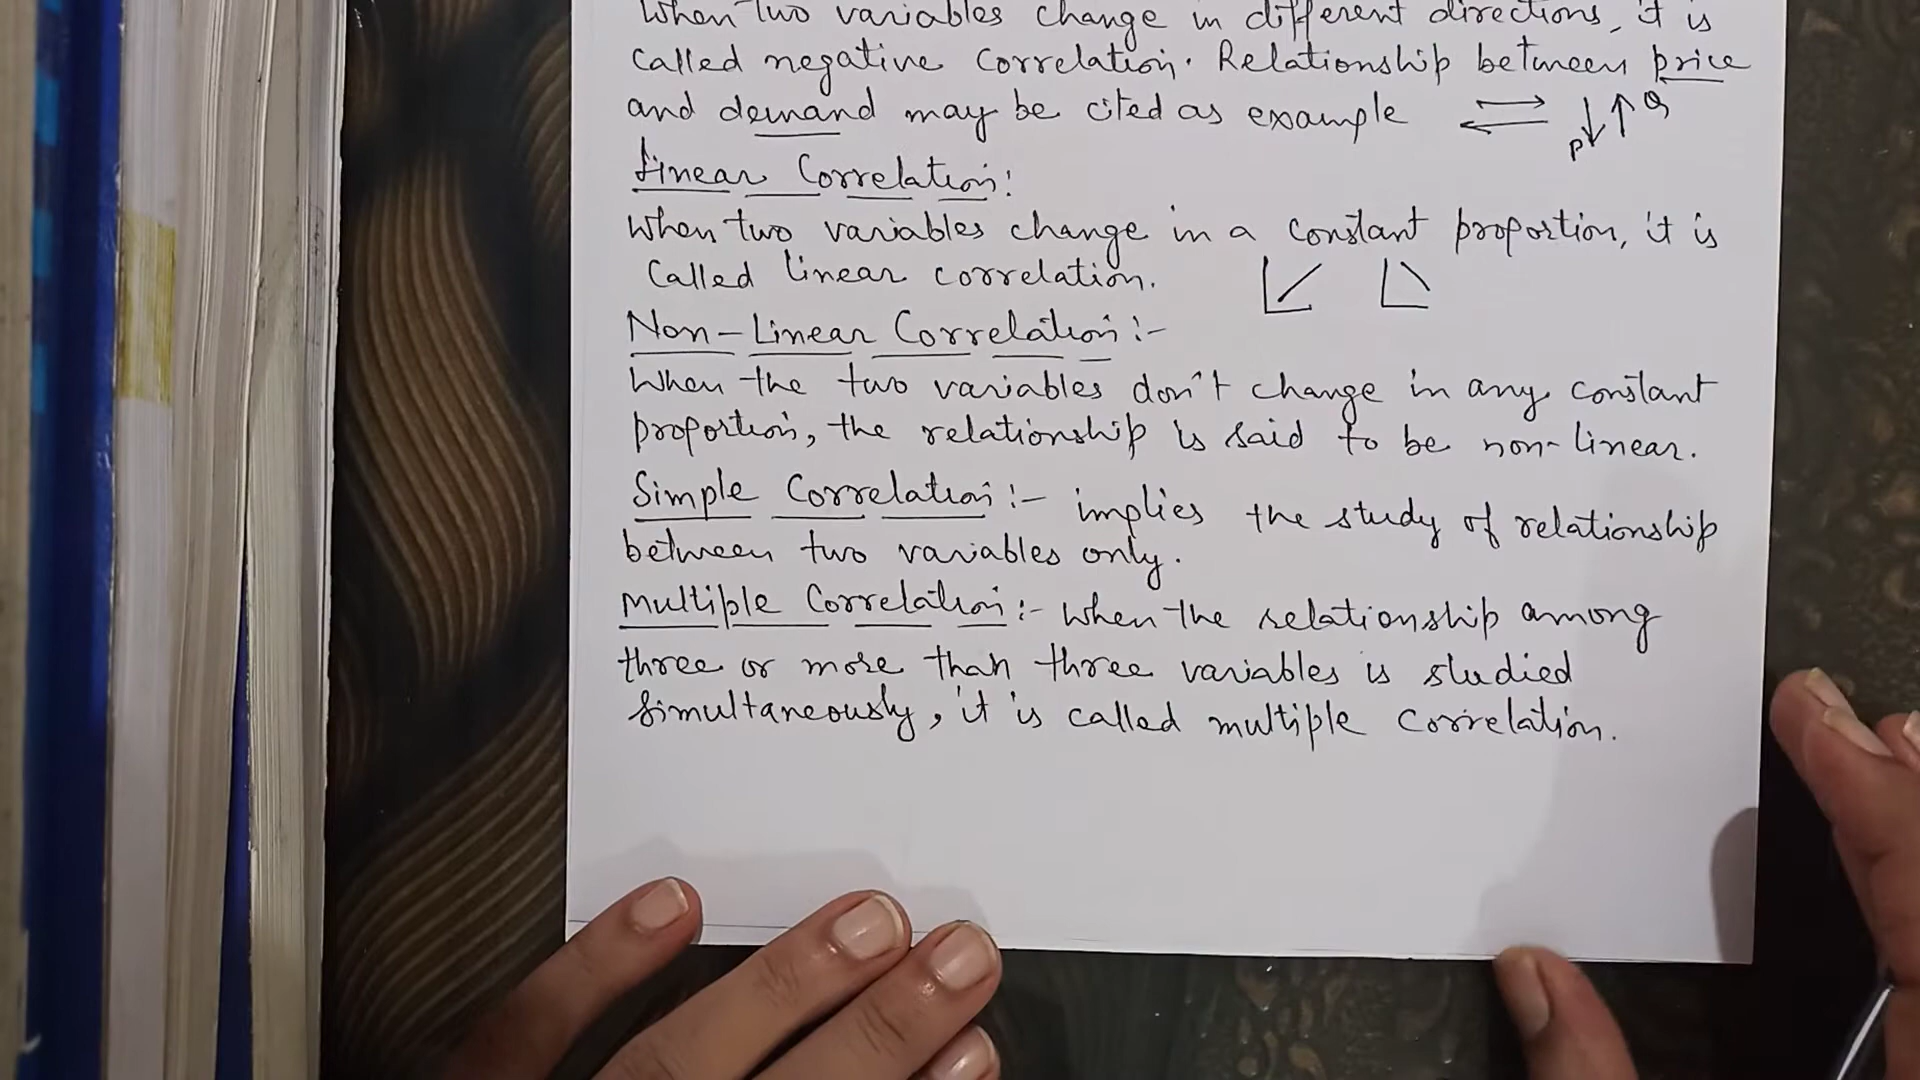 When two variables change in different directions, it is
called negative correlation. Relationship between price
and demand may be cited as example
P Q
Linear Correlation:
When two variables change in a constant proportion, it is
called linear correlation.
Non-Linear Correlation:-
When the two variables don't change in any constant
proportion, the relationship is said to be non-linear.
Simple Correlation:- implies the study of relationship
between two variables only.
Multiple Correlation:- When the relationship among
three or more than three variables is studied
simultaneously, it is called multiple correlation.